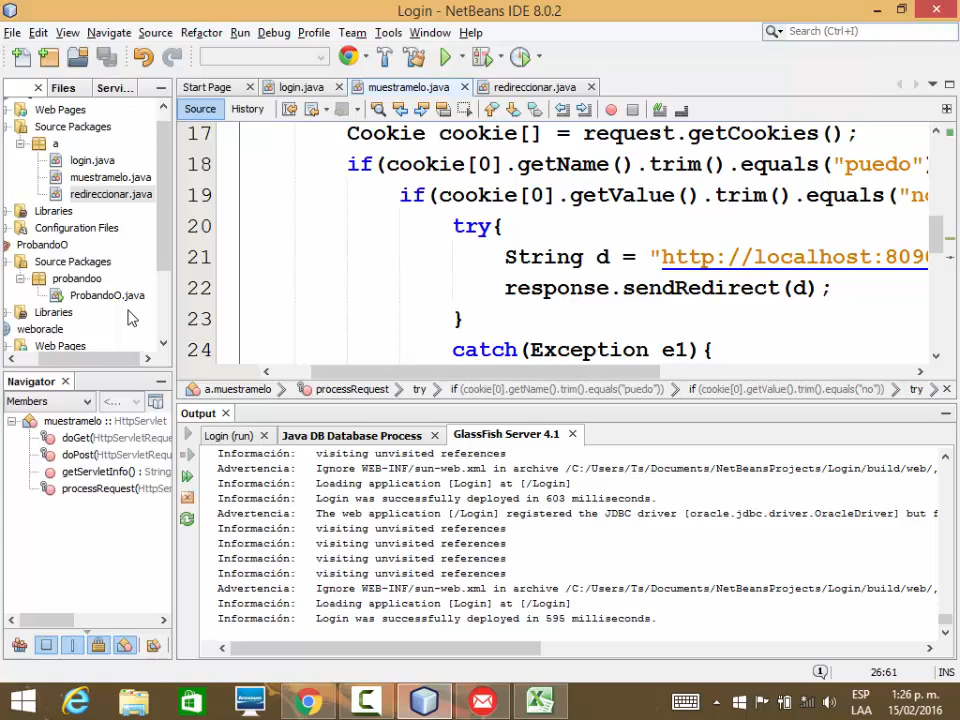 Login - NetBeans IDE 8.0.2
File Edit View Navigate Source Refactor Run Debug Profile Team Tools Window Help
Search (Ctrl+I)
Files Servi...
Start Page login.java muestramelo.java redireccionar.java
Source History
Web Pages
Source Packages
a
login.java
muestramelo.java
redireccionar.java
Libraries
Configuration Files
ProbandoO
Source Packages
probandoo
ProbandoO.java
Libraries
weboracle
Web Pages
17 Cookie cookie[] = request.getCookies();
18 if(cookie[0].getName().trim().equals("puedo")
19 if(cookie[0].getValue().trim().equals("no
20 try{
21 String d = "http://localhost:8090
22 response.sendRedirect(d);
23 }
24 catch(Exception e1){
a.muestramelo processRequest try if (cookie[0].getName().trim().equals("puedo")) if (cookie[0].getValue().trim().equals("no")) try
Navigator
Members <...
muestramelo :: HttpServlet
doGet(HttpServletReque
doPost(HttpServletRequ
getServletInfo() : String
processRequest(HttpSer
Output
Login (run) Java DB Database Process GlassFish Server 4.1
Información: visiting unvisited references
Advertencia: Ignore WEB-INF/sun-web.xml in archive /C:/Users/Ts/Documents/NetBeansProjects/Login/build/web/,
Información: Loading application [Login] at [/Login]
Información: Login was successfully deployed in 603 milliseconds.
Advertencia: The web application [/Login] registered the JDBC driver [oracle.jdbc.driver.OracleDriver] but f
Información: visiting unvisited references
Información: visiting unvisited references
Información: visiting unvisited references
Información: visiting unvisited references
Advertencia: Ignore WEB-INF/sun-web.xml in archive /C:/Users/Ts/Documents/NetBeansProjects/Login/build/web/,
Información: Loading application [Login] at [/Login]
Información: Login was successfully deployed in 595 milliseconds.
1 26:61 INS
ESP 1:26 p. m.
LAA 15/02/2016